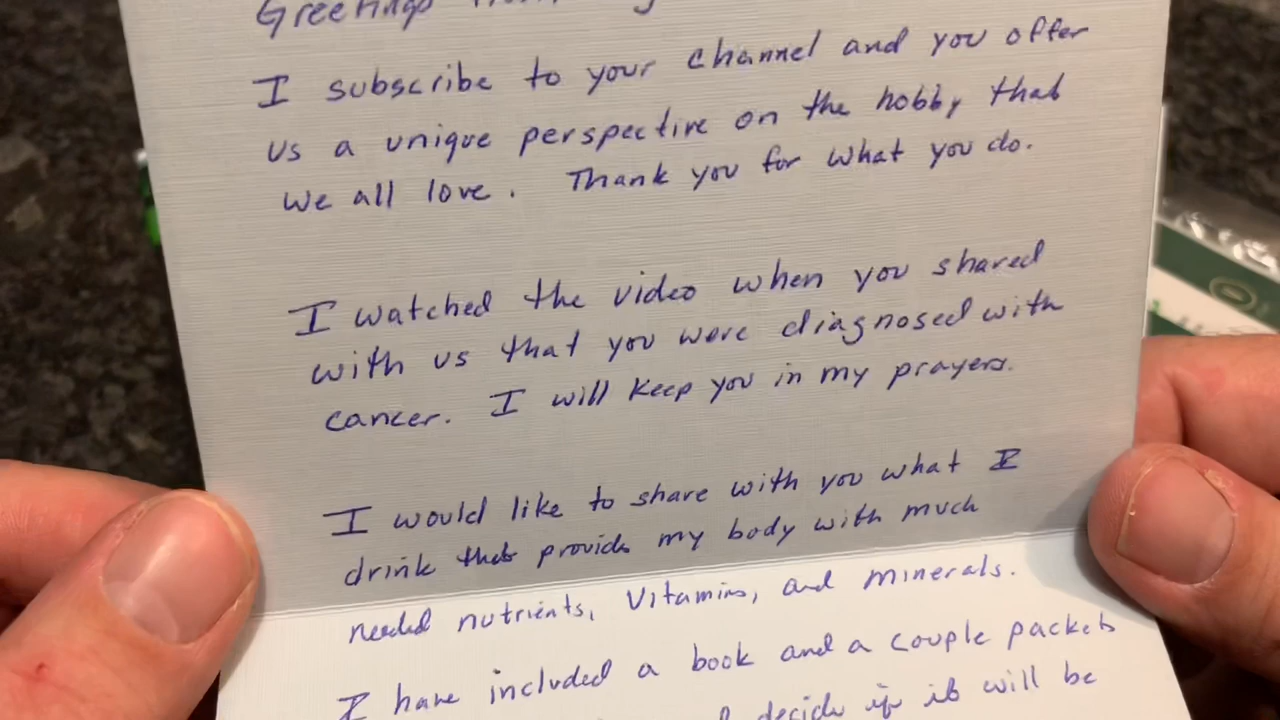 Greetings
I subscribe to your channel and you offer
us a unique perspective on the hobby that
we all love. Thank you for what you do.
I watched the video when you shared
with us that you were diagnosed with
cancer. I will keep you in my prayers.
I would like to share with you what I
drink that provids my body with much
needed nutrients, vitamins, and minerals.
I have included a book and a couple packets
decide if it will be